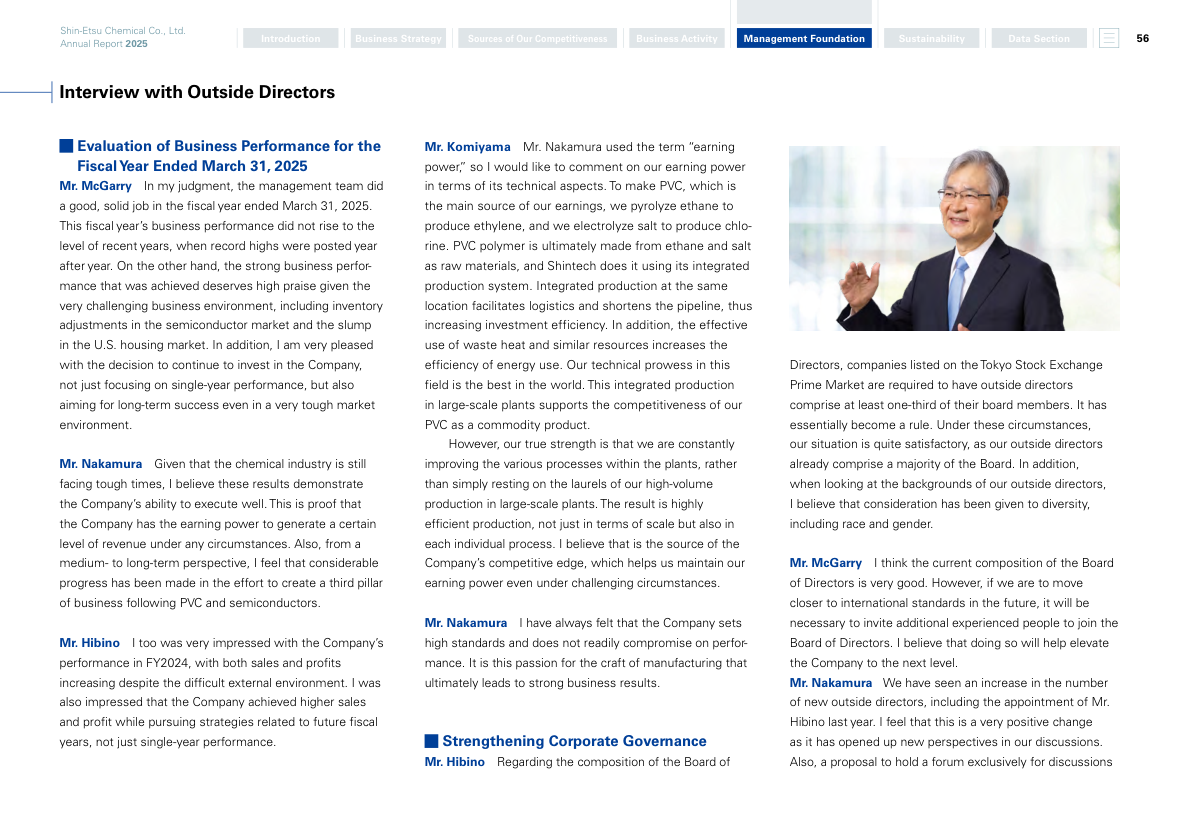 Shin-Etsu Chemical Co., Ltd.
Annual Report 2025
Introduction
Business Strategy
Sources of Our Competitiveness
Business Activity
Management Foundation
Sustainability
Data Section
56
Interview with Outside Directors
Evaluation of Business Performance for the
Fiscal Year Ended March 31, 2025
Mr. McGarry In my judgment, the management team did
a good, solid job in the fiscal year ended March 31, 2025.
This fiscal year’s business performance did not rise to the
level of recent years, when record highs were posted year
after year. On the other hand, the strong business perfor-
mance that was achieved deserves high praise given the
very challenging business environment, including inventory
adjustments in the semiconductor market and the slump
in the U.S. housing market. In addition, I am very pleased
with the decision to continue to invest in the Company,
not just focusing on single-year performance, but also
aiming for long-term success even in a very tough market
environment.
Mr. Nakamura Given that the chemical industry is still
facing tough times, I believe these results demonstrate
the Company’s ability to execute well. This is proof that
the Company has the earning power to generate a certain
level of revenue under any circumstances. Also, from a
medium- to long-term perspective, I feel that considerable
progress has been made in the effort to create a third pillar
of business following PVC and semiconductors.
Mr. Hibino I too was very impressed with the Company’s
performance in FY2024, with both sales and profits
increasing despite the difficult external environment. I was
also impressed that the Company achieved higher sales
and profit while pursuing strategies related to future fiscal
years, not just single-year performance.
Mr. Komiyama Mr. Nakamura used the term “earning
power,” so I would like to comment on our earning power
in terms of its technical aspects. To make PVC, which is
the main source of our earnings, we pyrolyze ethane to
produce ethylene, and we electrolyze salt to produce chlo-
rine. PVC polymer is ultimately made from ethane and salt
as raw materials, and Shintech does it using its integrated
production system. Integrated production at the same
location facilitates logistics and shortens the pipeline, thus
increasing investment efficiency. In addition, the effective
use of waste heat and similar resources increases the
efficiency of energy use. Our technical prowess in this
field is the best in the world. This integrated production
in large-scale plants supports the competitiveness of our
PVC as a commodity product.
However, our true strength is that we are constantly
improving the various processes within the plants, rather
than simply resting on the laurels of our high-volume
production in large-scale plants. The result is highly
efficient production, not just in terms of scale but also in
each individual process. I believe that is the source of the
Company’s competitive edge, which helps us maintain our
earning power even under challenging circumstances.
Mr. Nakamura I have always felt that the Company sets
high standards and does not readily compromise on perfor-
mance. It is this passion for the craft of manufacturing that
ultimately leads to strong business results.
Strengthening Corporate Governance
Mr. Hibino Regarding the composition of the Board of
Directors, companies listed on the Tokyo Stock Exchange
Prime Market are required to have outside directors
comprise at least one-third of their board members. It has
essentially become a rule. Under these circumstances,
our situation is quite satisfactory, as our outside directors
already comprise a majority of the Board. In addition,
when looking at the backgrounds of our outside directors,
I believe that consideration has been given to diversity,
including race and gender.
Mr. McGarry I think the current composition of the Board
of Directors is very good. However, if we are to move
closer to international standards in the future, it will be
necessary to invite additional experienced people to join the
Board of Directors. I believe that doing so will help elevate
the Company to the next level.
Mr. Nakamura We have seen an increase in the number
of new outside directors, including the appointment of Mr.
Hibino last year. I feel that this is a very positive change
as it has opened up new perspectives in our discussions.
Also, a proposal to hold a forum exclusively for discussions